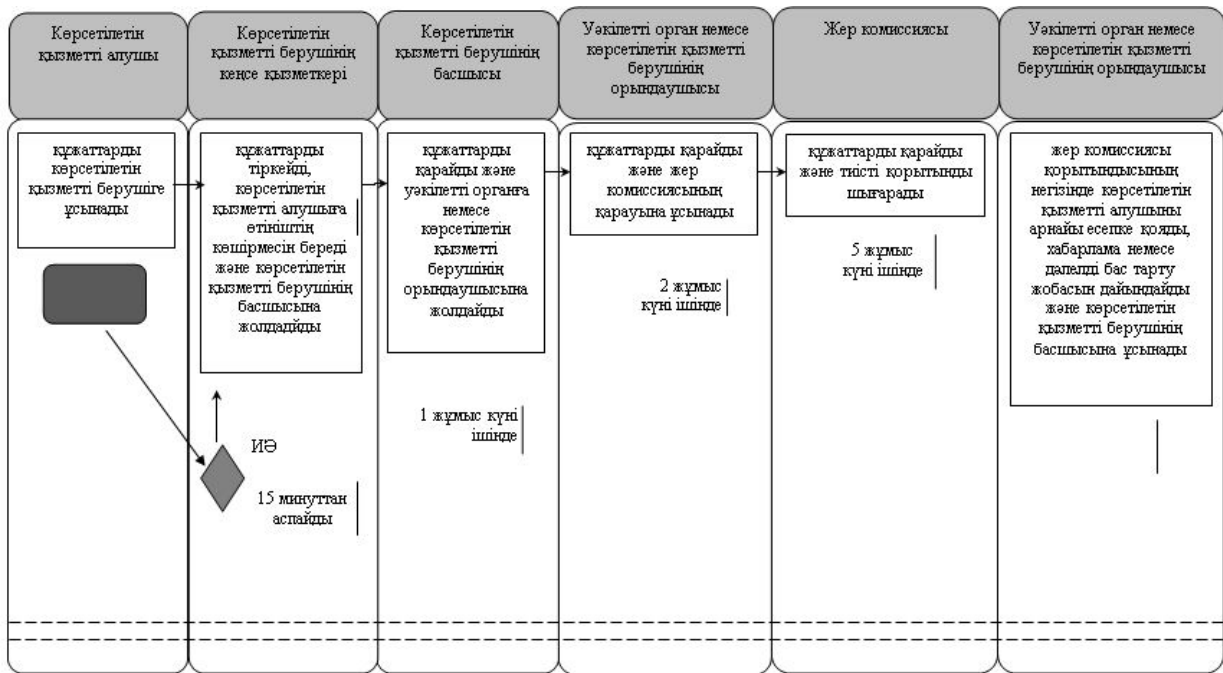 Көрсетілетін
қызметті алушы
Көрсетілетін
қызметті берушінің
кеңсе қызметкері
Көрсетілетін
қызметті берушінің
басшысы
Уәкілетті орган немесе
көрсетілетін қызметті
берушінің
орындаушысы
Жер комиссиясы
Уәкілетті орган немесе
көрсетілетін қызметті
берушінің орындаушысы
құжаттарды
көрсетілетін
қызметті берушіге
ұсынады
құжаттарды
тіркейді,
көрсетілетін
қызметті алушыға
өтініштің
көшірмесін береді
және көрсетілетін
қызметті берушінің
басшысына
жолдадйды
құжаттарды
қарайды және
уәкілетті органға
немесе
көрсетілетін
қызметті
берушінің
орындаушысына
жолдайды
құжаттарды қарайды
және жер
комиссиясының
қарауына ұсынады
құжаттарды қарайды
және тиісті қорытынды
шығарады
жер комиссиясы
қорытындысының
негізінде көрсетілетін
қызметті алушыны
арнайы есепке қояды,
хабарлама немесе
дәлелді бас тарту
жобасын дайындайды
және көрсетілетін
қызметті берушінің
басшысына ұсынады
5 жұмыс
күні ішінде
2 жұмыс
күні ішінде
1 жұмыс күні
ішінде
ИӘ
15 минуттан
аспайды